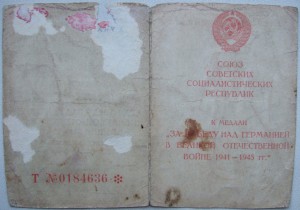 Т №0184636 *
СОЮЗ
СОВЕТСКИХ
СОЦИАЛИСТИЧЕСКИХ
РЕСПУБЛИК
К МЕДАЛИ
„ЗА ПОБЕДУ НАД ГЕРМАНИЕЙ
В ВЕЛИКОЙ ОТЕЧЕСТВЕННОЙ
ВОЙНЕ 1941–1945 гг."